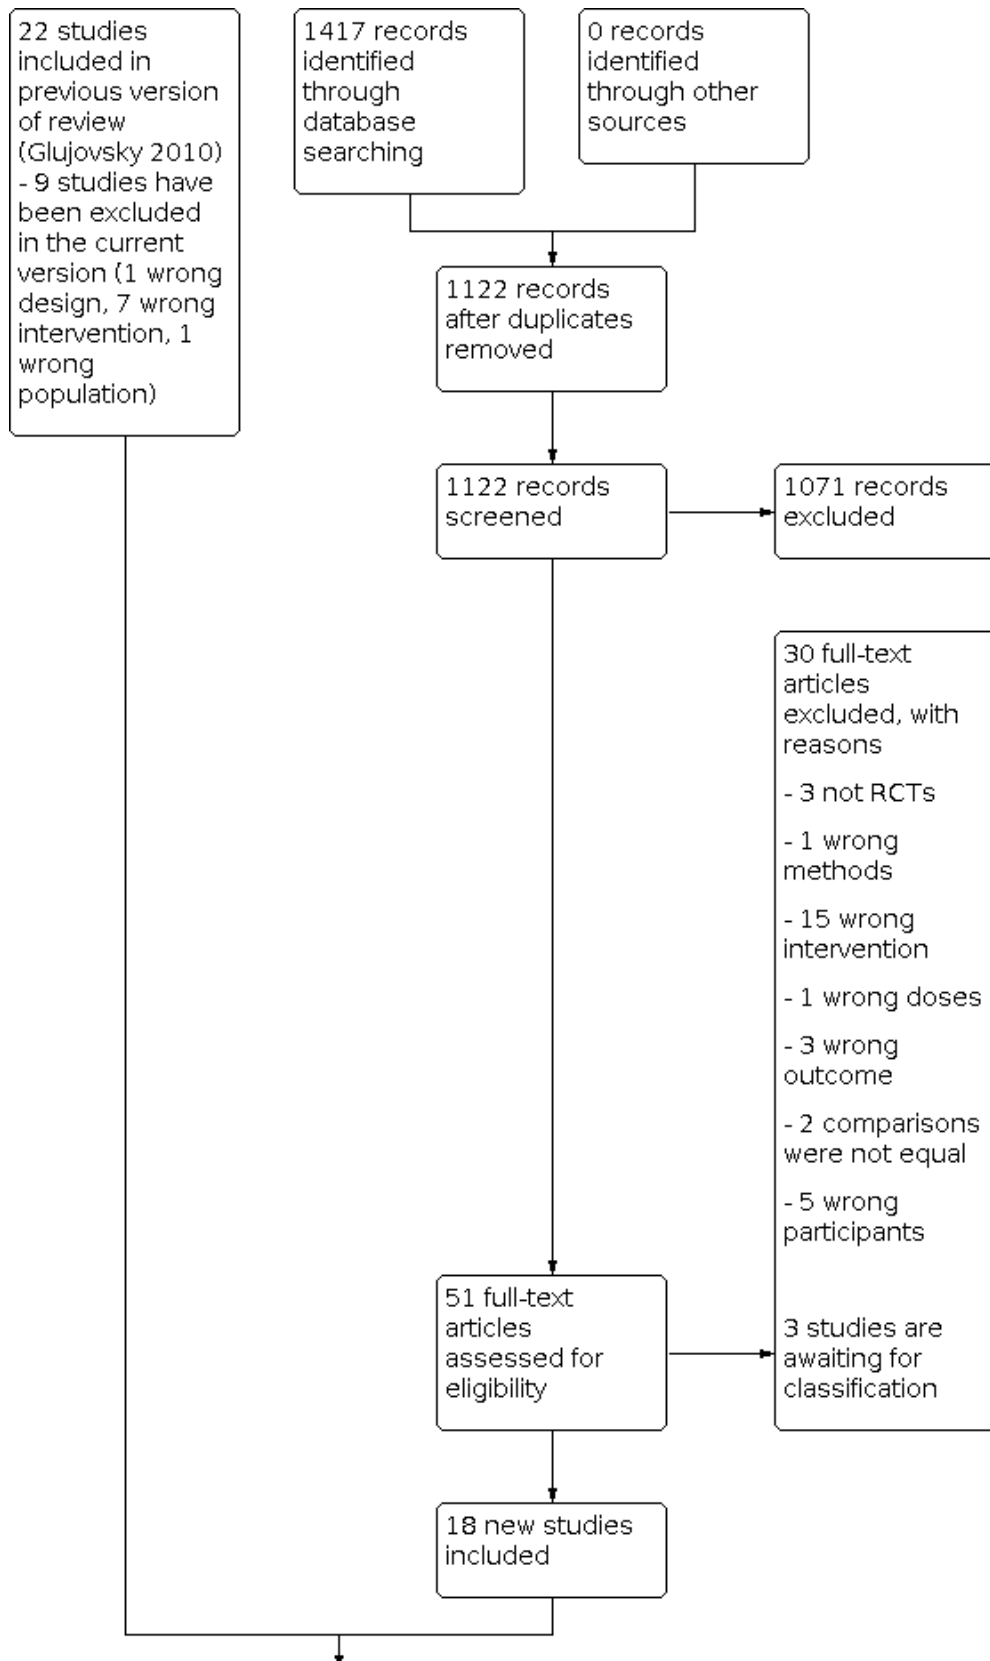 22 studies
included in
previous version
of review
(Glujovsky 2010)
- 9 studies have
been excluded
in the current
version (1 wrong
design, 7 wrong
intervention, 1
wrong
population)
1417 records
identified
through
database
searching
0 records
identified
through other
sources
1122 records
after duplicates
removed
1122 records
screened
1071 records
excluded
30 full-text
articles
excluded, with
reasons
- 3 not RCTs
- 1 wrong
methods
- 15 wrong
intervention
- 1 wrong doses
- 3 wrong
outcome
- 2 comparisons
were not equal
- 5 wrong
participants
3 studies are
awaiting for
classification
51 full-text
articles
assessed for
eligibility
18 new studies
included